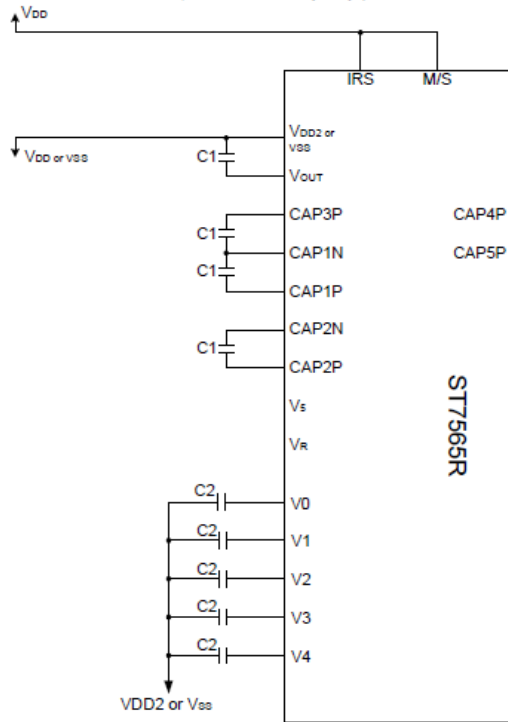 VDD
IRS M/S
VDD2 or
VSS
VDD or VSS
C1
VOUT
CAP3P CAP4P
C1
CAP1N CAP5P
C1
CAP1P
CAP2N
C1
CAP2P
V5
ST7565R
VR
C2
V0
C2
V1
C2
V2
C2
V3
C2
V4
VDD2 or VSS